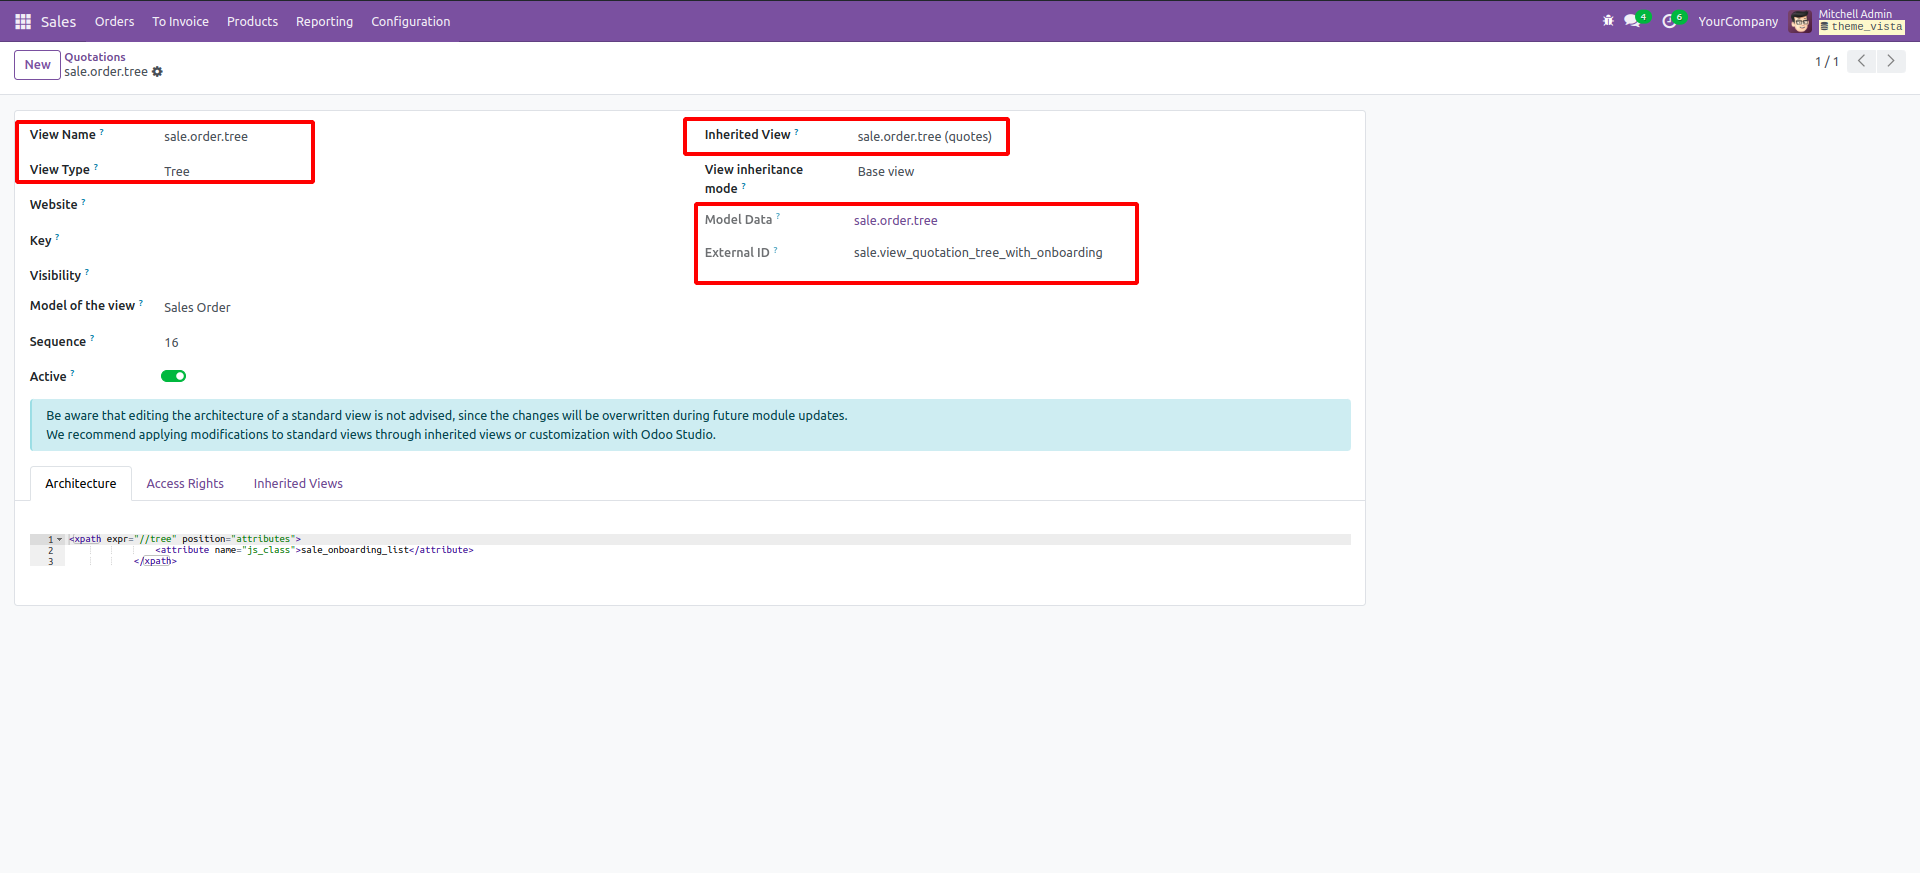 Sales Orders To Invoice Products Reporting Configuration 4 6 YourCompany Mitchell Admin
theme_vista
New Quotations
sale.order.tree 1 / 1
View Name ? sale.order.tree Inherited View ? sale.order.tree (quotes)
View Type ? Tree View inheritance mode ? Base view
Website ? Model Data ? sale.order.tree
Key ? External ID ? sale.view_quotation_tree_with_onboarding
Visibility ?
Model of the view ? Sales Order
Sequence ? 16
Active ?
Be aware that editing the architecture of a standard view is not advised, since the changes will be overwritten during future module updates.
We recommend applying modifications to standard views through inherited views or customization with Odoo Studio.
Architecture Access Rights Inherited Views
1 <xpath expr="//tree" position="attributes">
2 <attribute name="js_class">sale_onboarding_list</attribute>
3 </xpath>